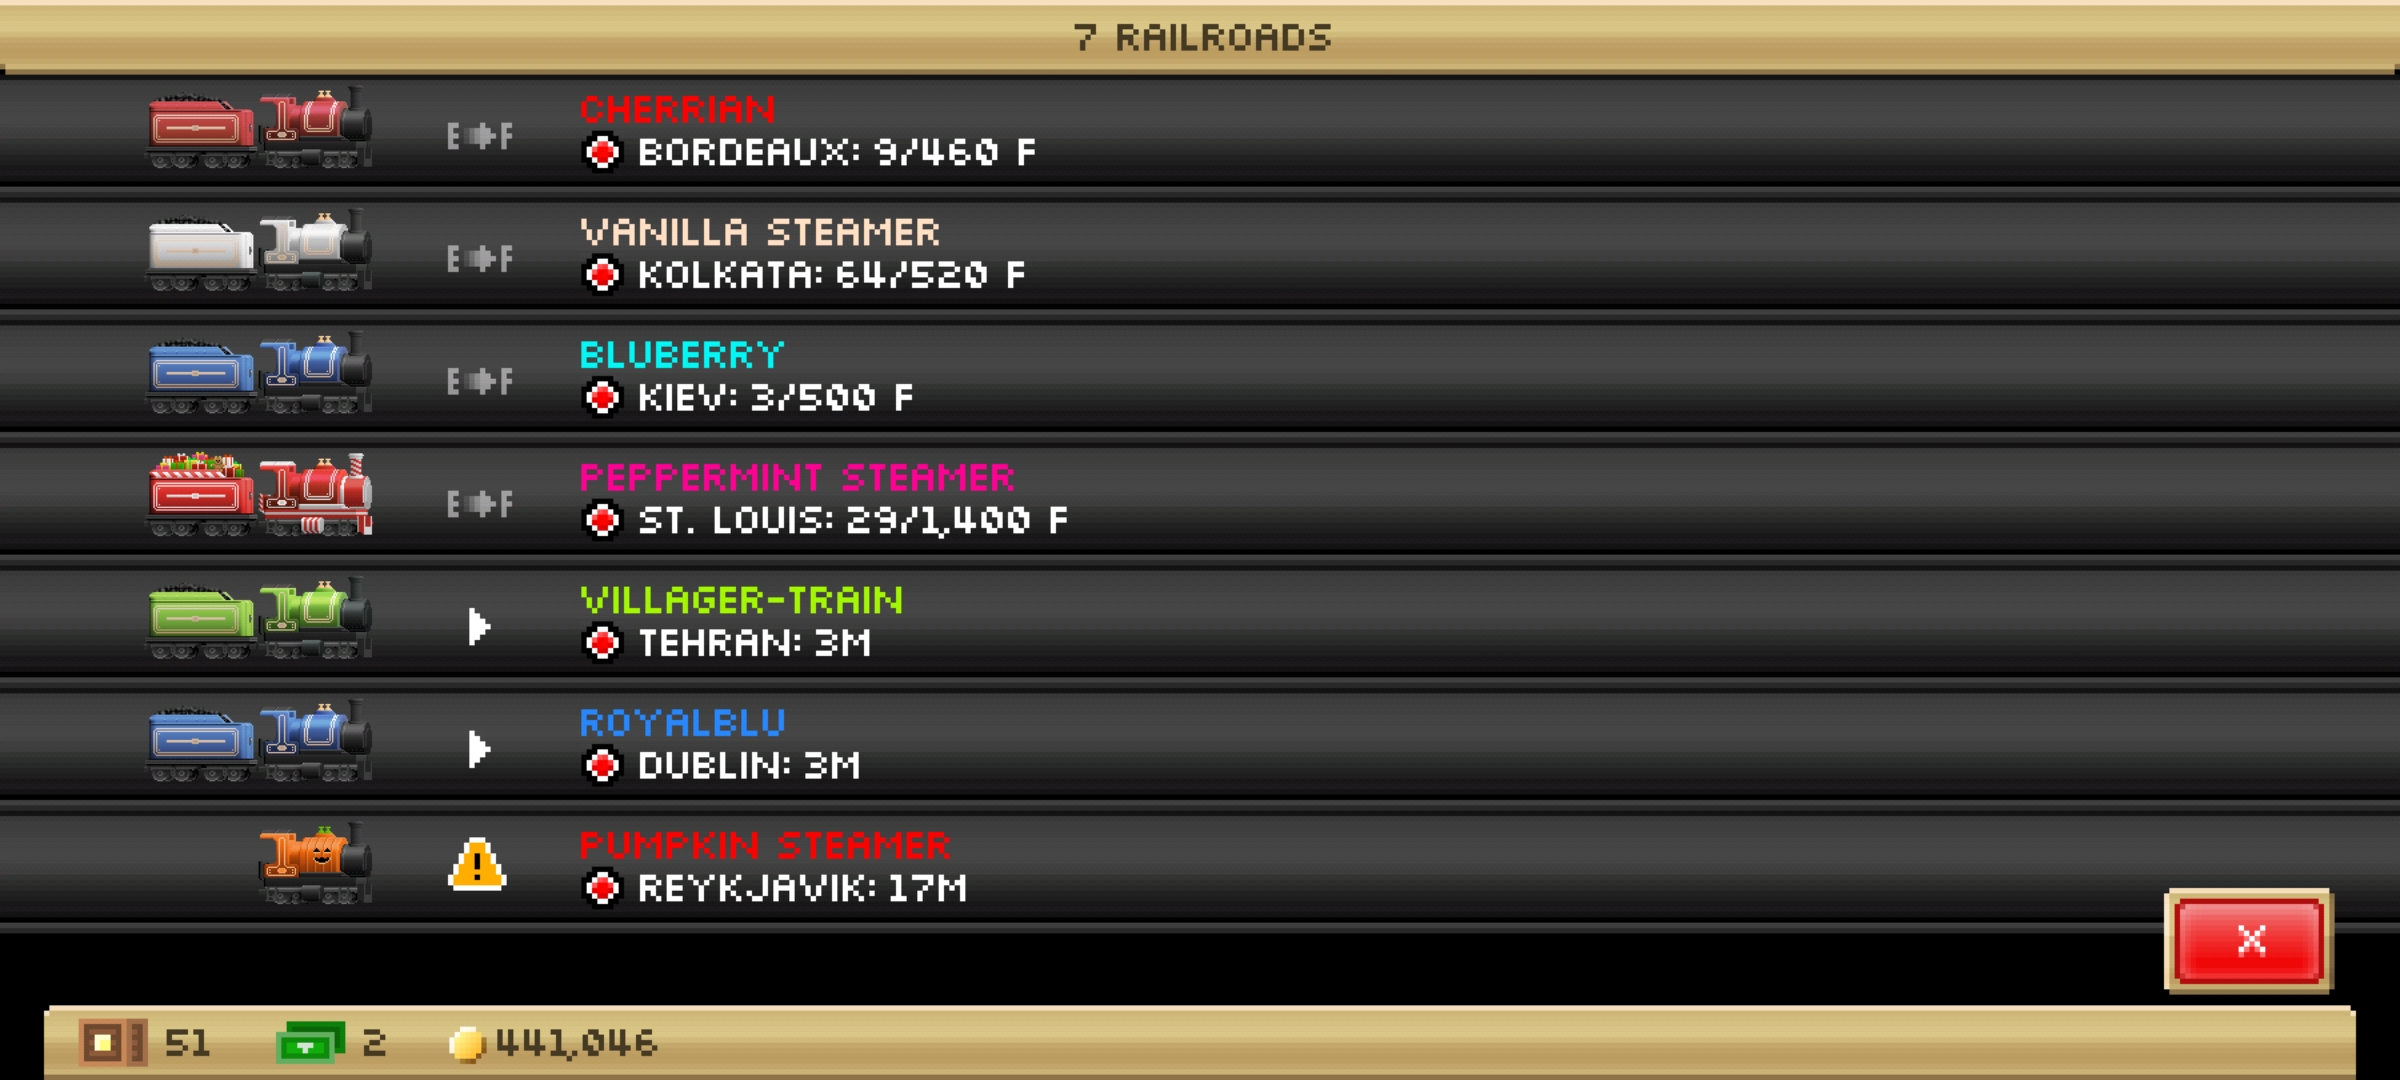 7 RAILROADS
E F
CHERRIAN
BORDEAUX: 9/460 F
E F
VANILLA STEAMER
KOLKATA: 64/520 F
E F
BLUBERRY
KIEV: 3/500 F
E F
PEPPERMINT STEAMER
ST. LOUIS: 29/1,400 F
VILLAGER-TRAIN
TEHRAN: 3M
ROYALBLU
DUBLIN: 3M
!
PUMPKIN STEAMER
REYKJAVIK: 17M
X
51 2 441,046